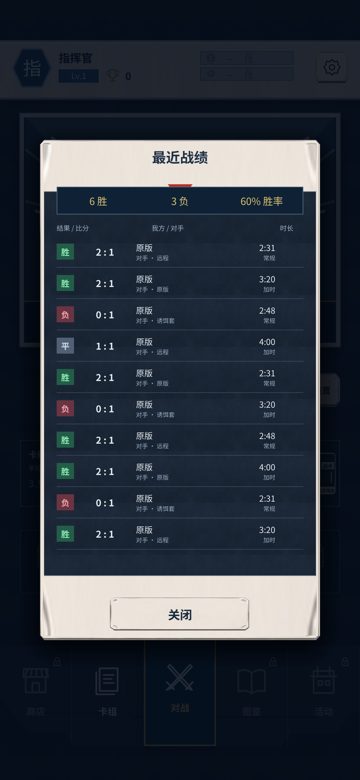 指
指挥官
Lv.1
0
最近战绩
6 胜 3 负 60% 胜率
结果 / 比分 我方 / 对手 时长
胜 2 : 1 原版 2:31
对手 · 远程 常规
胜 2 : 1 原版 3:20
对手 · 原版 加时
负 0 : 1 原版 2:48
对手 · 诱饵套 常规
平 1 : 1 原版 4:00
对手 · 远程 加时
胜 2 : 1 原版 2:31
对手 · 原版 常规
负 0 : 1 原版 3:20
对手 · 诱饵套 加时
胜 2 : 1 原版 2:48
对手 · 远程 常规
胜 2 : 1 原版 4:00
对手 · 原版 加时
负 0 : 1 原版 2:31
对手 · 诱饵套 常规
胜 2 : 1 原版 3:20
对手 · 远程 加时
关闭
商店 卡组 对战 图鉴 活动